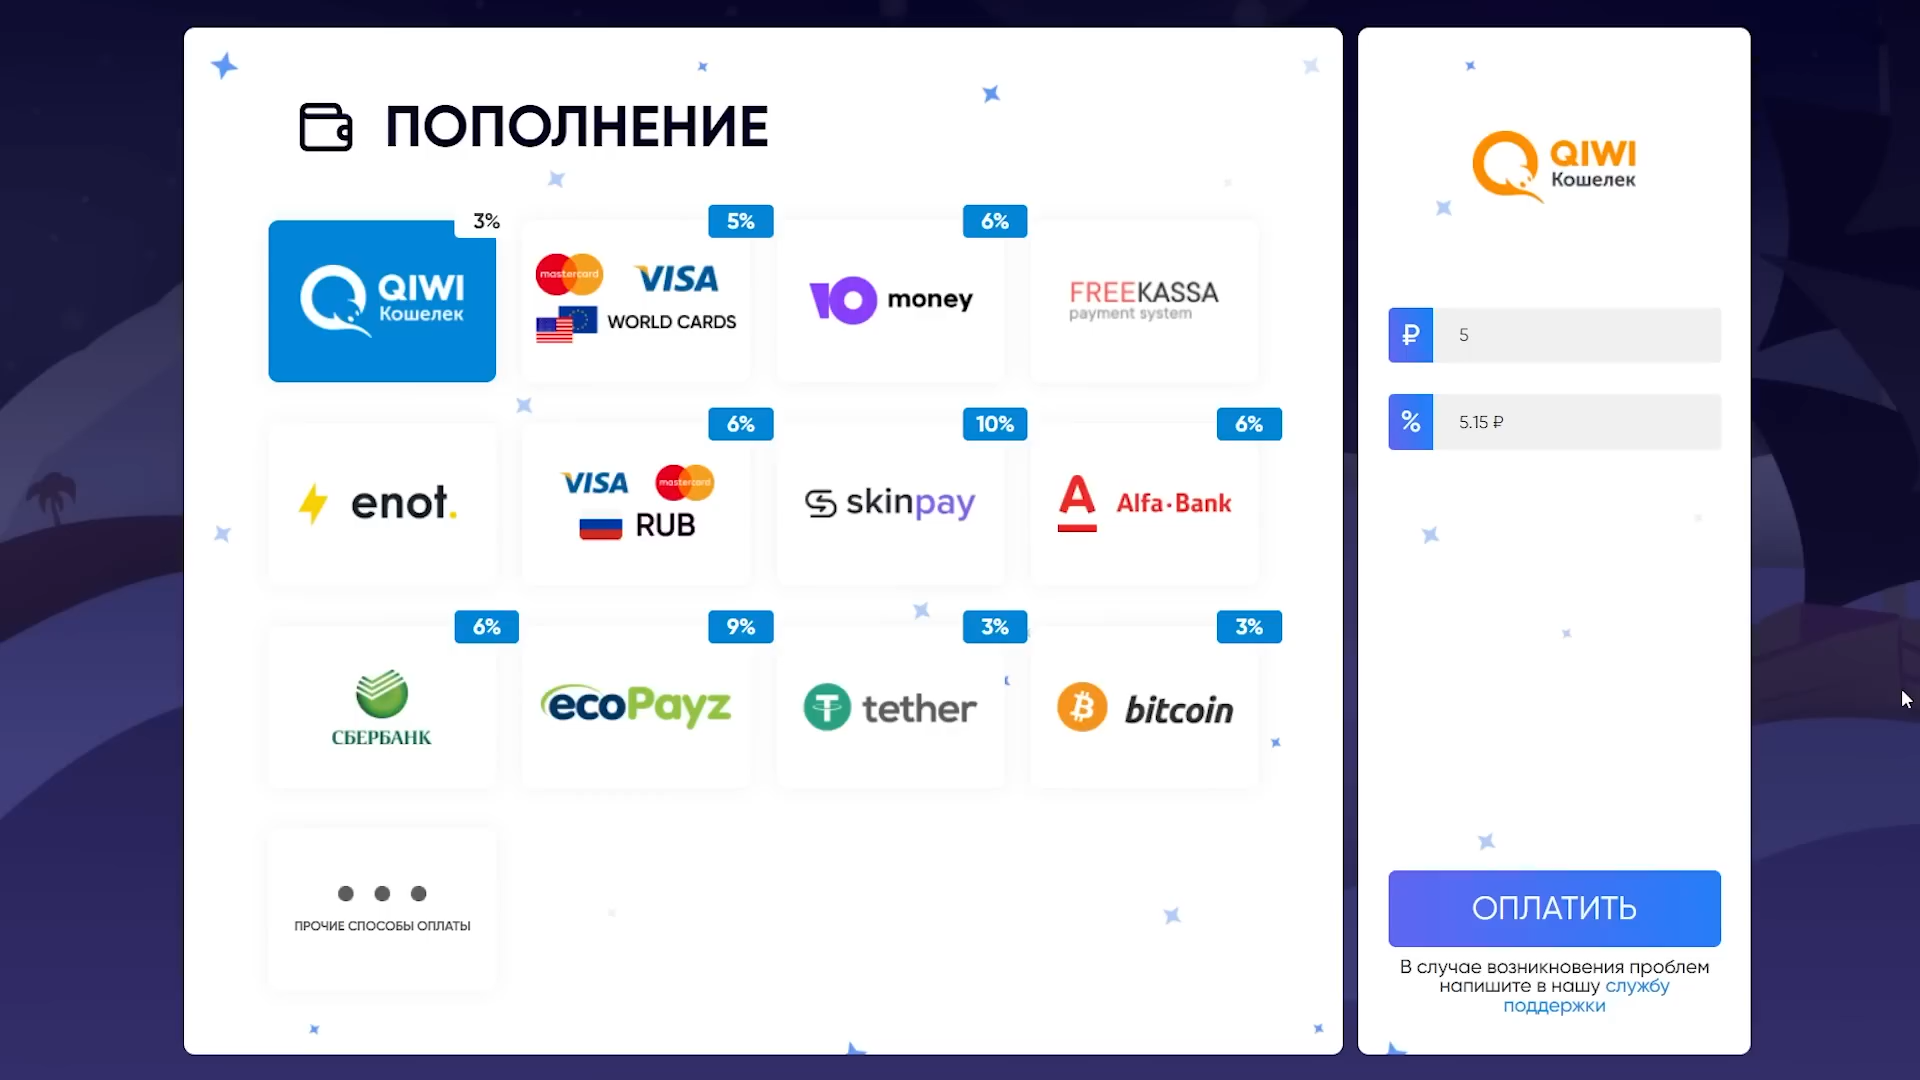 ПОПОЛНЕНИЕ
3%
QIWI
Кошелек
5%
mastercard
VISA
WORLD CARDS
6%
Ю money
FREEKASSA
payment system
enot.
6%
VISA
mastercard
RUB
10%
skinpay
6%
Alfa·Bank
6%
СБЕРБАНК
9%
ecoPayz
3%
tether
3%
bitcoin
ПРОЧИЕ СПОСОБЫ ОПЛАТЫ
QIWI
Кошелек
₽ 5
% 5.15 ₽
ОПЛАТИТЬ
В случае возникновения проблем
напишите в нашу службу
поддержки